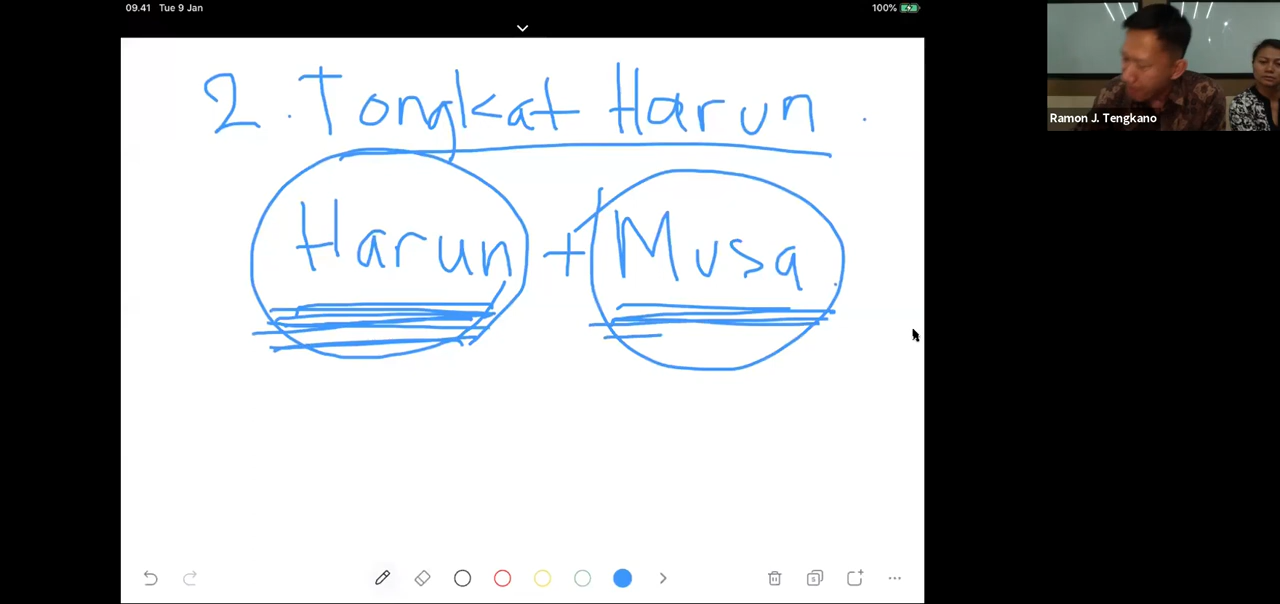 09.41 Tue 9 Jan
100%
2. Tongkat Harun.
Harun + Musa
Ramon J. Tengkano